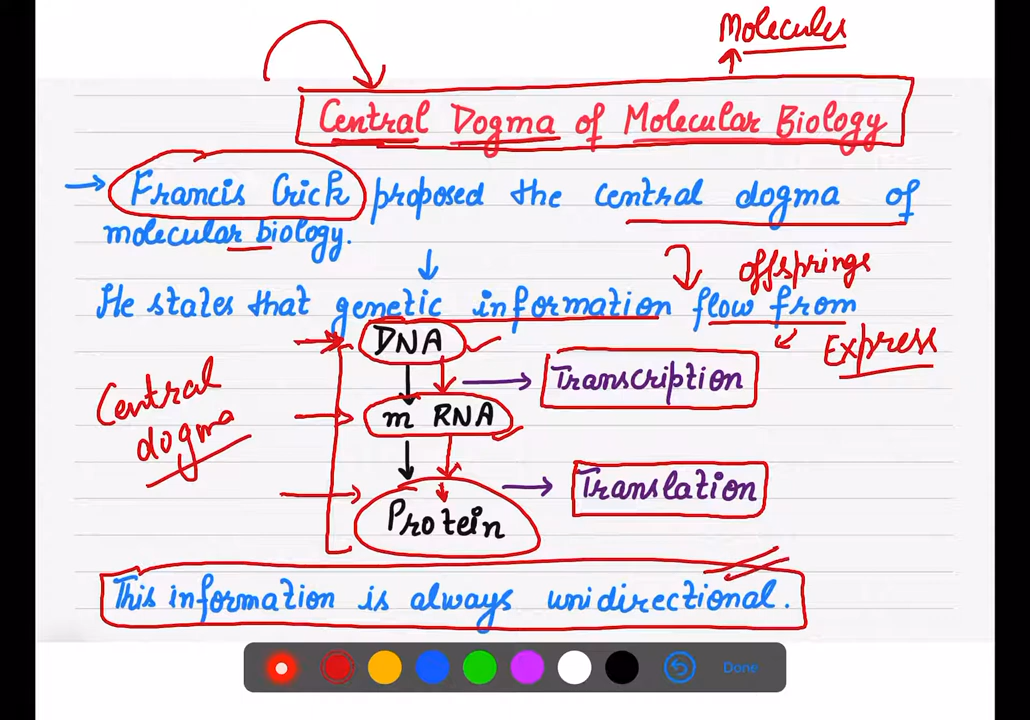 Molecules
Central Dogma of Molecular Biology
Francis Crick proposed the central dogma of
molecular biology.
offsprings
He states that genetic information flow from
Express
DNA
Transcription
Central
dogma
m RNA
Translation
Protein
This information is always unidirectional.
Done